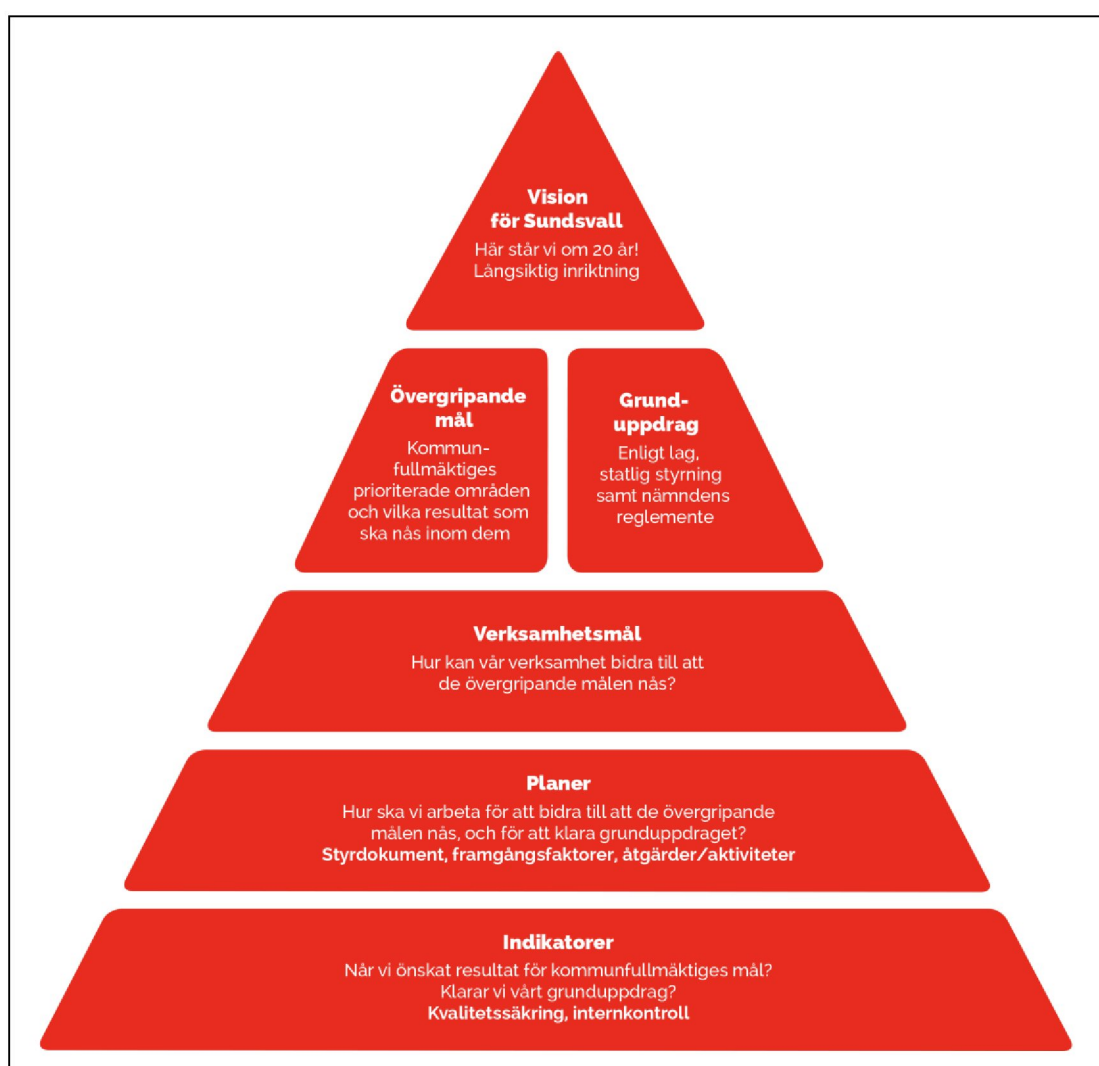 Vision
för Sundsvall
Här står vi om 20 år!
Långsiktig inriktning
Övergripande
mål
Kommun-
fullmäktiges
prioriterade områden
och vilka resultat som
ska nås inom dem
Grund-
uppdrag
Enligt lag,
statlig styrning
samt nämndens
reglemente
Verksamhetsmål
Hur kan vår verksamhet bidra till att
de övergripande målen nås?
Planer
Hur ska vi arbeta för att bidra till att de övergripande
målen nås, och för att klara grunduppdraget?
Styrdokument, framgångsfaktorer, åtgärder/aktiviteter
Indikatorer
Når vi önskat resultat för kommunfullmäktiges mål?
Klarar vi vårt grunduppdrag?
Kvalitetssäkring, internkontroll